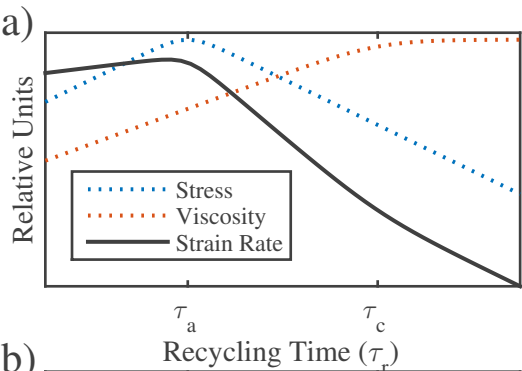 a)
Relative Units
Stress
Viscosity
Strain Rate
τa
τc
Recycling Time (τr)
b)